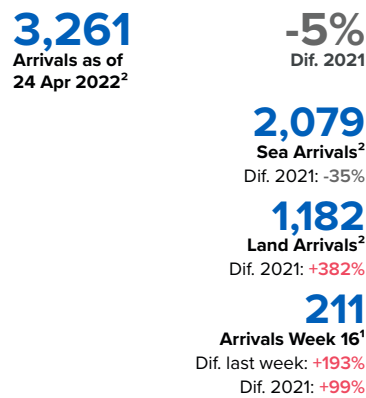 3,261
Arrivals as of
24 Apr 2022²
-5%
Dif. 2021
2,079
Sea Arrivals²
Dif. 2021: -35%
1,182
Land Arrivals²
Dif. 2021: +382%
211
Arrivals Week 16¹
Dif. last week: +193%
Dif. 2021: +99%